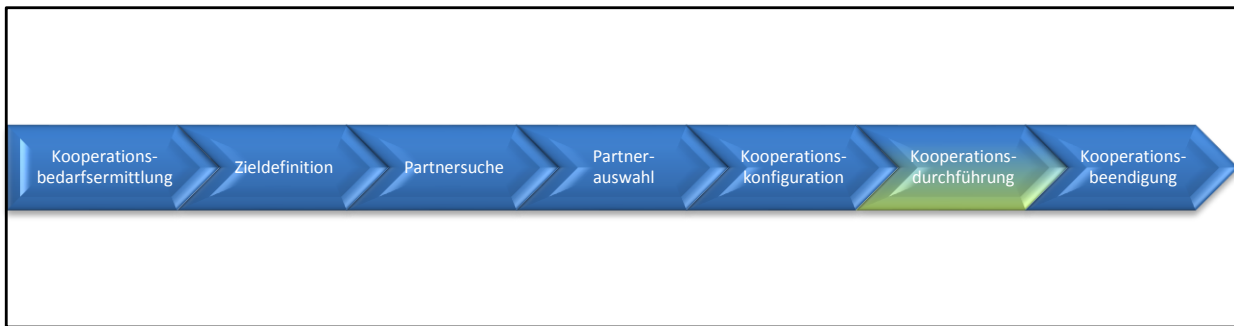 Kooperations-
bedarfsermittlung
Zieldefinition
Partnersuche
Partner-
auswahl
Kooperations-
konfiguration
Kooperations-
durchführung
Kooperations-
beendigung